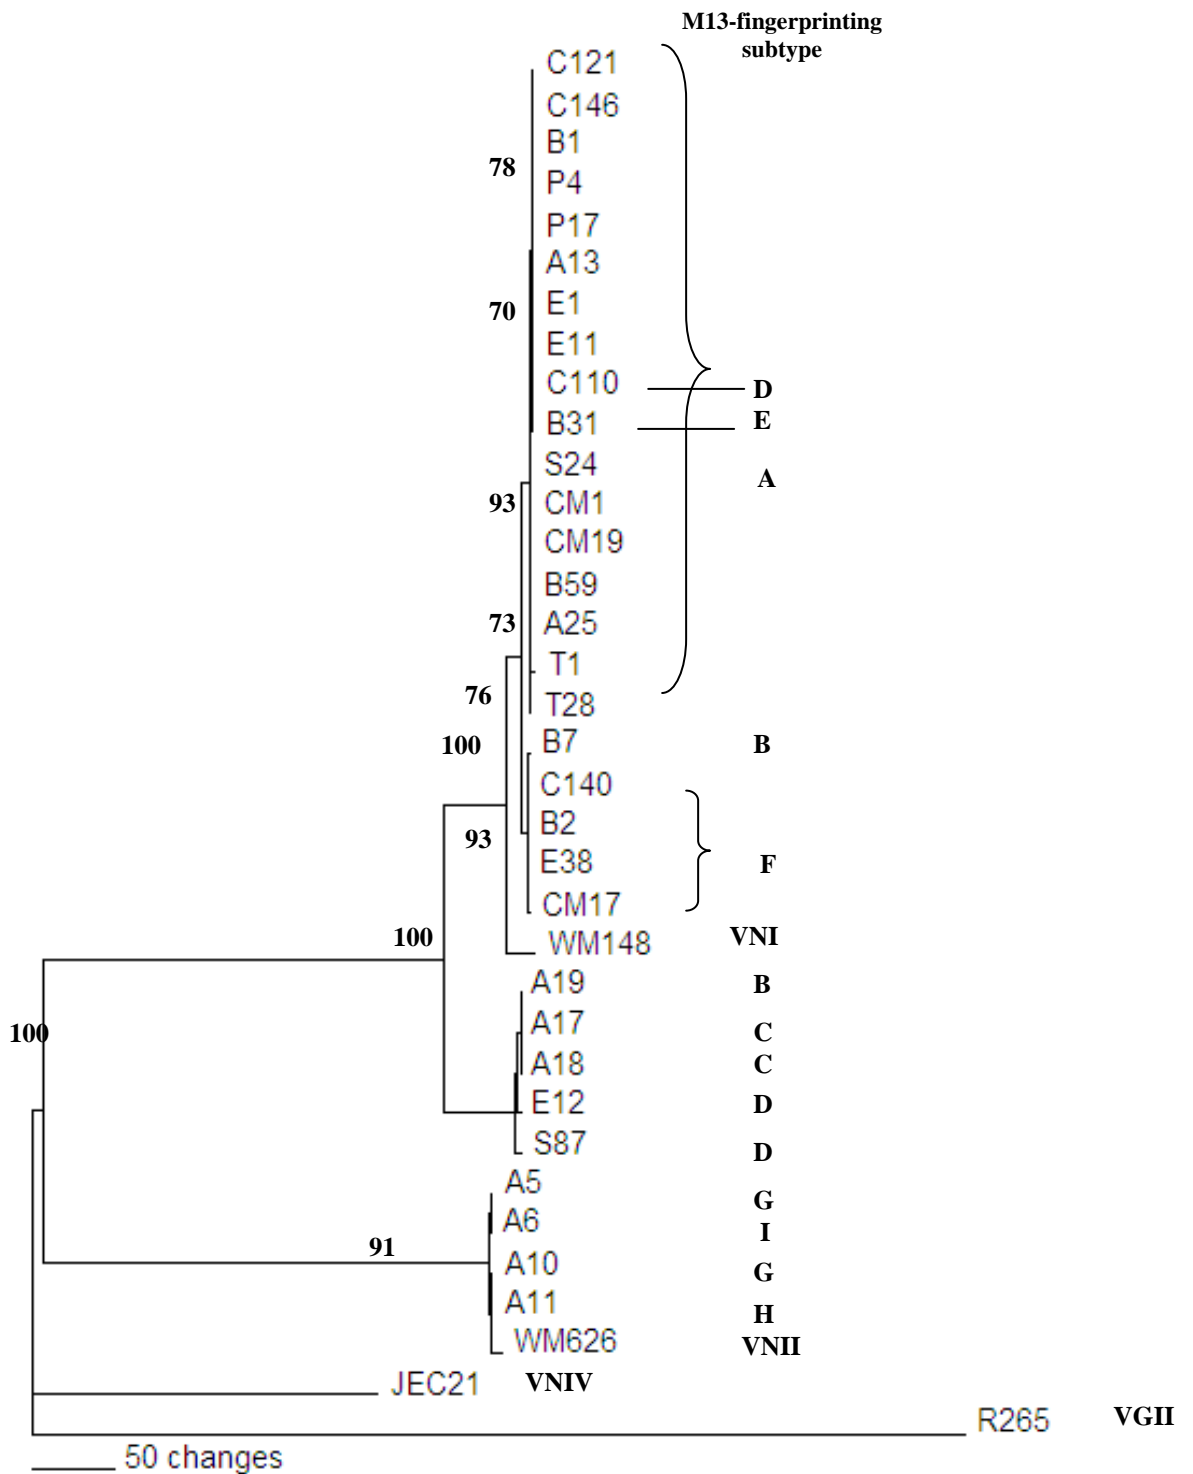 M13-fingerprinting
subtype
C121
C146
B1
78
P4
P17
A13
E1
70
E11
C110 D
B31 E
S24 A
CM1
93
CM19
B59
A25
73
T1
76
T28
B7 B
100
C140
B2
93
E38 F
CM17
WM148 VNI
100
A19 B
A17 C
100
A18 C
E12 D
S87 D
A5 G
A6 I
91
A10 G
A11 H
WM626 VNII
JEC21 VNIV
R265 VGII
50 changes